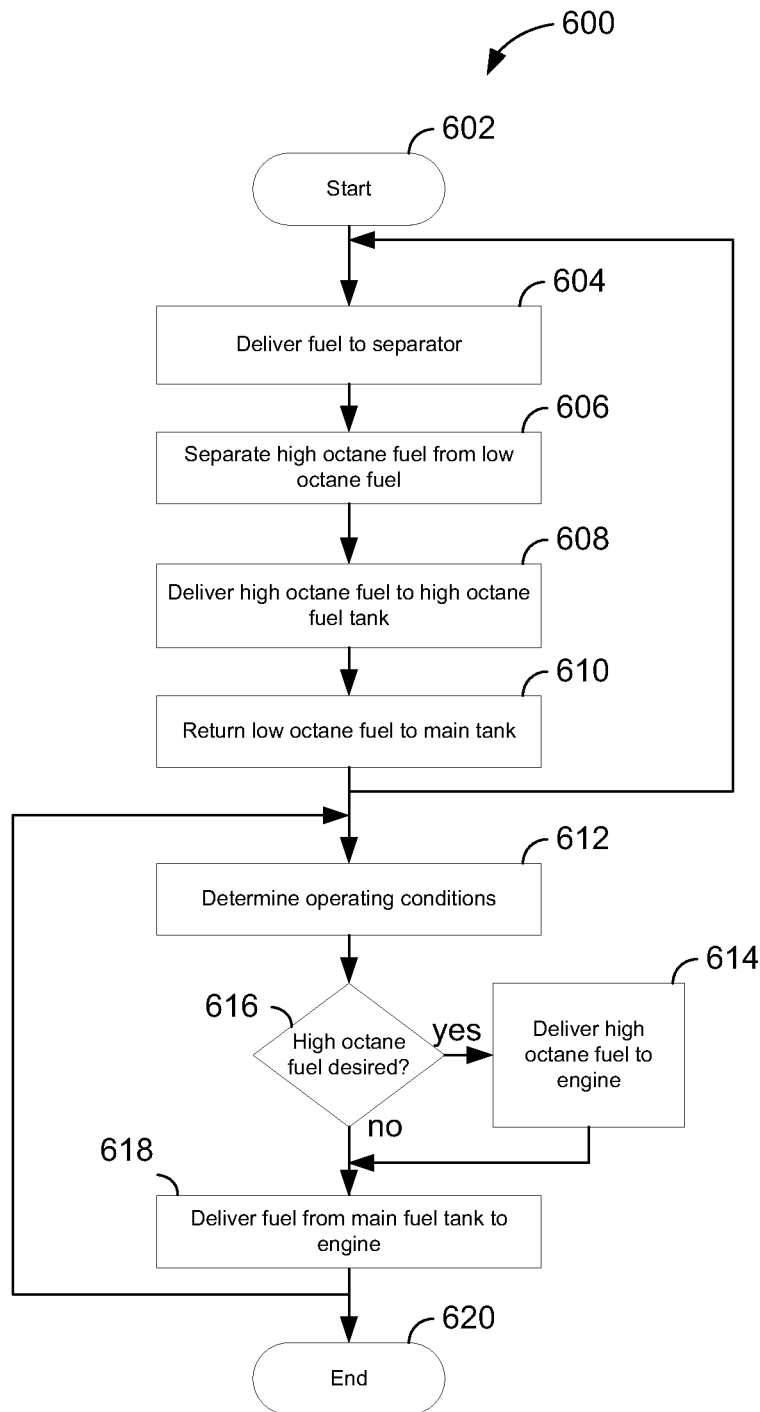 600
602
Start
604
Deliver fuel to separator
606
Separate high octane fuel from low
octane fuel
608
Deliver high octane fuel to high octane
fuel tank
610
Return low octane fuel to main tank
612
Determine operating conditions
614
616
yes
High octane
fuel desired?
Deliver high
octane fuel to
engine
no
618
Deliver fuel from main fuel tank to
engine
620
End